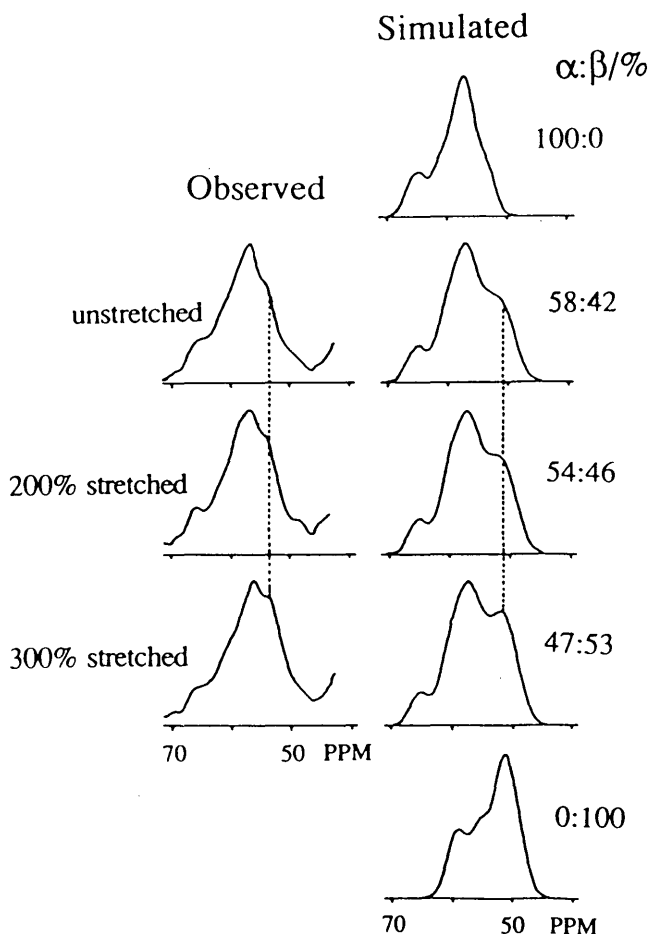 Simulated
α:β/%
100:0
Observed
unstretched
58:42
200% stretched
54:46
300% stretched
47:53
70 50 PPM
0:100
70 50 PPM